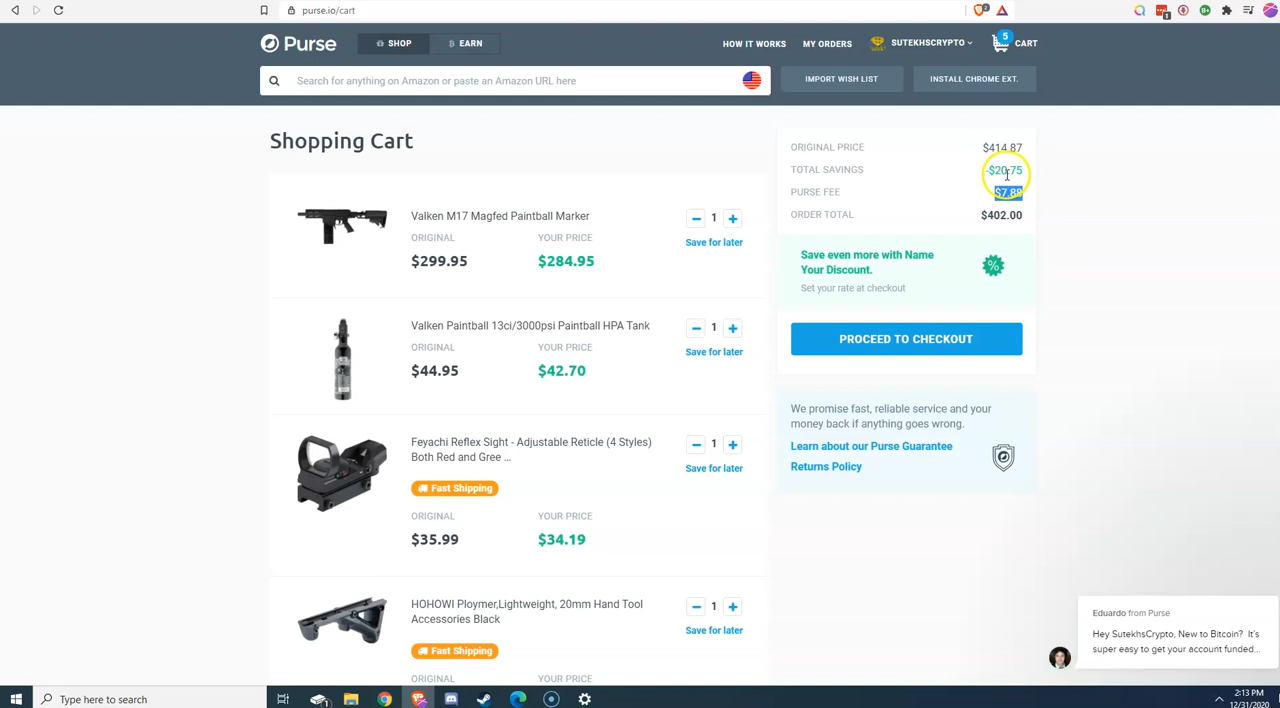 purse.io/cart
2
1
Purse
SHOP
EARN
HOW IT WORKS
MY ORDERS
SUTEKHSCRYPTO
5
CART
Search for anything on Amazon or paste an Amazon URL here
IMPORT WISH LIST
INSTALL CHROME EXT.
Shopping Cart
Valken M17 Magfed Paintball Marker
ORIGINAL YOUR PRICE
$299.95 $284.95
1
Save for later
Valken Paintball 13ci/3000psi Paintball HPA Tank
ORIGINAL YOUR PRICE
$44.95 $42.70
1
Save for later
Feyachi Reflex Sight - Adjustable Reticle (4 Styles)
Both Red and Gree ...
Fast Shipping
ORIGINAL YOUR PRICE
$35.99 $34.19
1
Save for later
HOHOWI Ploymer,Lightweight, 20mm Hand Tool
Accessories Black
Fast Shipping
ORIGINAL YOUR PRICE
1
Save for later
ORIGINAL PRICE $414.87
TOTAL SAVINGS -$20.75
PURSE FEE $7.88
ORDER TOTAL $402.00
Save even more with Name
Your Discount.
Set your rate at checkout
%
PROCEED TO CHECKOUT
We promise fast, reliable service and your
money back if anything goes wrong.
Learn about our Purse Guarantee
Returns Policy
Eduardo from Purse
Hey SutekhsCrypto, New to Bitcoin? It's
super easy to get your account funded...
Type here to search
2:13 PM
12/31/2020